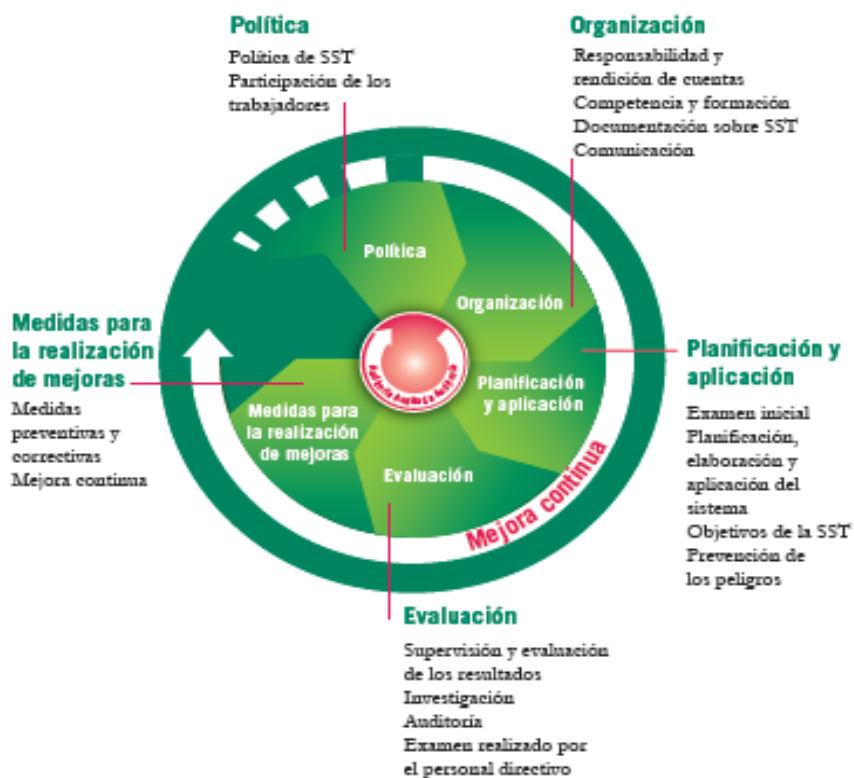 Política
Política de SST
Participación de los
trabajadores
Organización
Responsabilidad y
rendición de cuentas
Competencia y formación
Documentación sobre SST
Comunicación
Política
Organización
Planificación
y aplicación
Evaluación
Medidas para
la realización
de mejoras
Mejora continua
Medidas para
la realización
de mejoras
Medidas
preventivas y
correctivas
Mejora continua
Planificación y
aplicación
Examen inicial
Planificación,
elaboración y
aplicación del
sistema
Objetivos de la SST
Prevención de
los peligros
Evaluación
Supervisión y evaluación
de los resultados
Investigación
Auditoría
Examen realizado por
el personal directivo